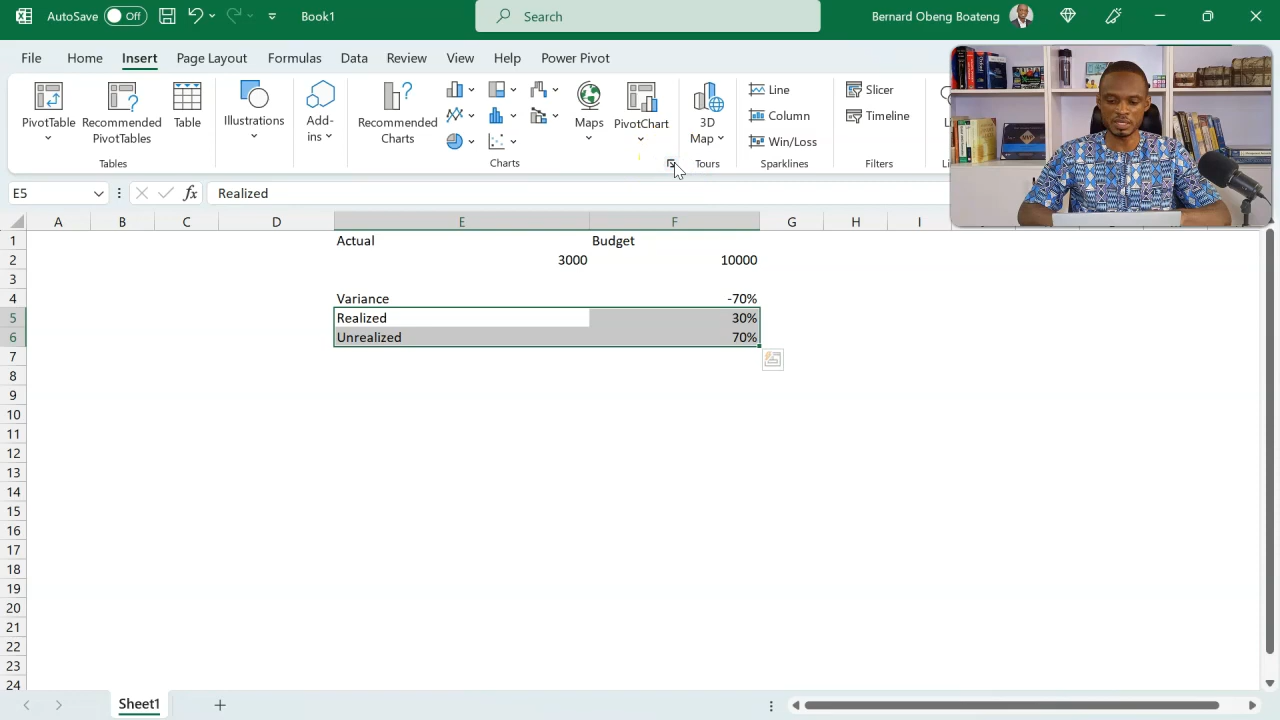 AutoSave Off Book1 Search Bernard Obeng Boateng
File Home Insert Page Layout Formulas Data Review View Help Power Pivot
PivotTable Recommended PivotTables Table
Tables
Illustrations
Add-ins
Recommended Charts
Maps
PivotChart
Charts
3D Map
Tours
Line
Column
Win/Loss
Sparklines
Slicer
Timeline
Filters
E5 fx Realized
A B C D E F G H I
1 Actual Budget
2 3000 10000
3
4 Variance -70%
5 Realized 30%
6 Unrealized 70%
7
8
9
10
11
12
13
14
15
16
17
18
19
20
21
22
23
24
Sheet1